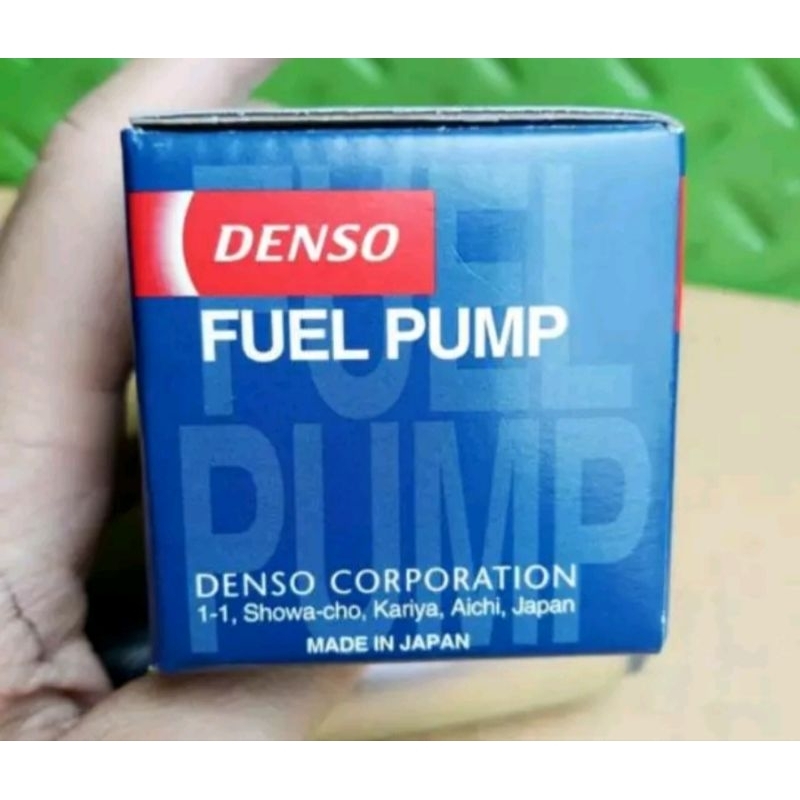 DENSO
FUEL PUMP
FUEL
PUMP
DENSO CORPORATION
1-1, Showa-cho, Kariya, Aichi, Japan
MADE IN JAPAN